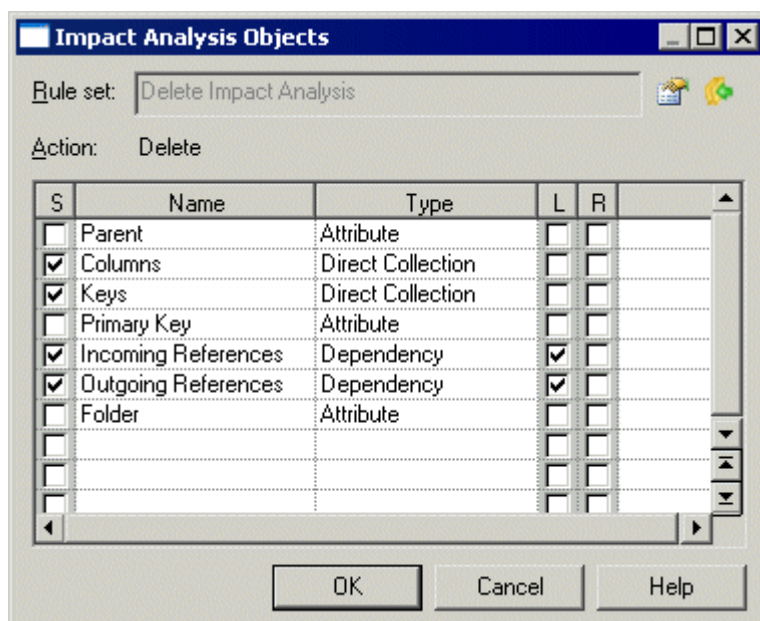 Impact Analysis Objects
Rule set: Delete Impact Analysis
Action: Delete
S Name Type L R
Parent Attribute
Columns Direct Collection
Keys Direct Collection
Primary Key Attribute
Incoming References Dependency
Outgoing References Dependency
Folder Attribute
OK Cancel Help